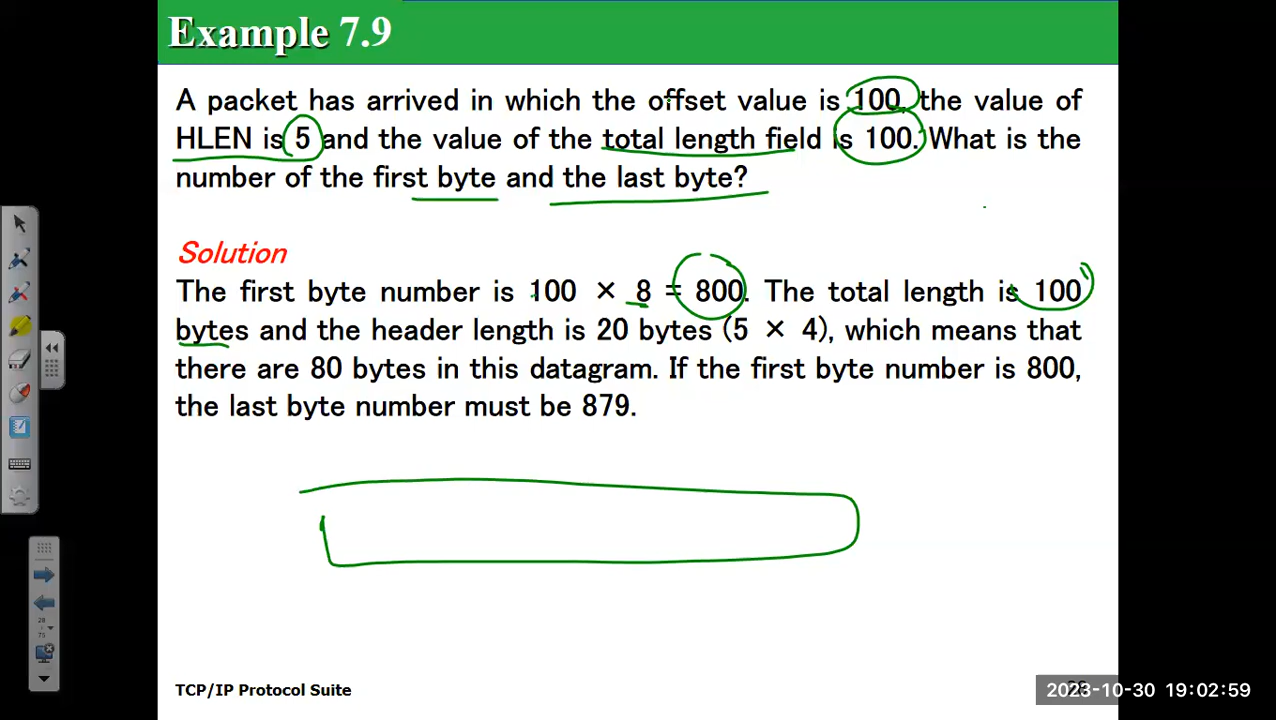 Example 7.9
A packet has arrived in which the offset value is 100, the value of
HLEN is 5 and the value of the total length field is 100. What is the
number of the first byte and the last byte?
Solution
The first byte number is 100 × 8 = 800. The total length is 100
bytes and the header length is 20 bytes (5 × 4), which means that
there are 80 bytes in this datagram. If the first byte number is 800,
the last byte number must be 879.
28
73
TCP/IP Protocol Suite
2023-10-30 19:02:59